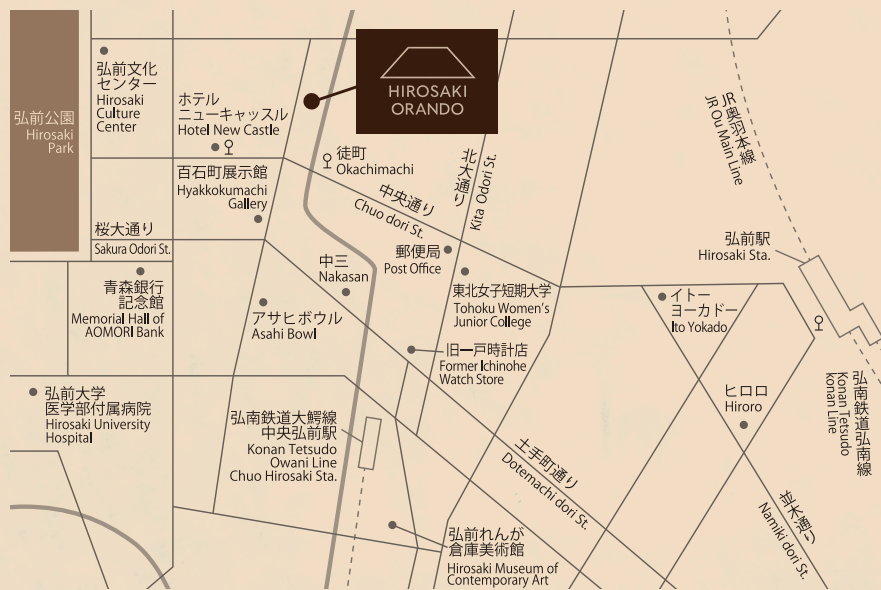 弘前公園
Hirosaki
Park
弘前文化
センター
Hirosaki
Culture
Center
ホテル
ニューキャッスル
Hotel New Castle
HIROSAKI
ORANDO
JR奥羽本線
JR Ou Main Line
徒町
Okachimachi
北大通り
Kita Odori St.
中央通り
Chuo dori St.
百石町展示館
Hyakkokumachi
Gallery
桜大通り
Sakura Odori St.
郵便局
Post Office
弘前駅
Hirosaki Sta.
中三
Nakasan
青森銀行
記念館
Memorial Hall of
AOMORI Bank
アサヒボウル
Asahi Bowl
東北女子短期大学
Tohoku Women's
Junior College
イトー
ヨーカドー
Ito Yokado
旧一戸時計店
Former Ichinohe
Watch Store
弘前大学
医学部付属病院
Hirosaki University
Hospital
ヒロロ
Hiroro
弘南鉄道弘南線
Konan Tetsudo
konan Line
弘南鉄道大鰐線
中央弘前駅
Konan Tetsudo
Owani Line
Chuo Hirosaki Sta.
土手町通り
Dotemachi dori St.
並木通り
Namiki dori St.
弘前れんが
倉庫美術館
Hirosaki Museum of
Contemporary Art